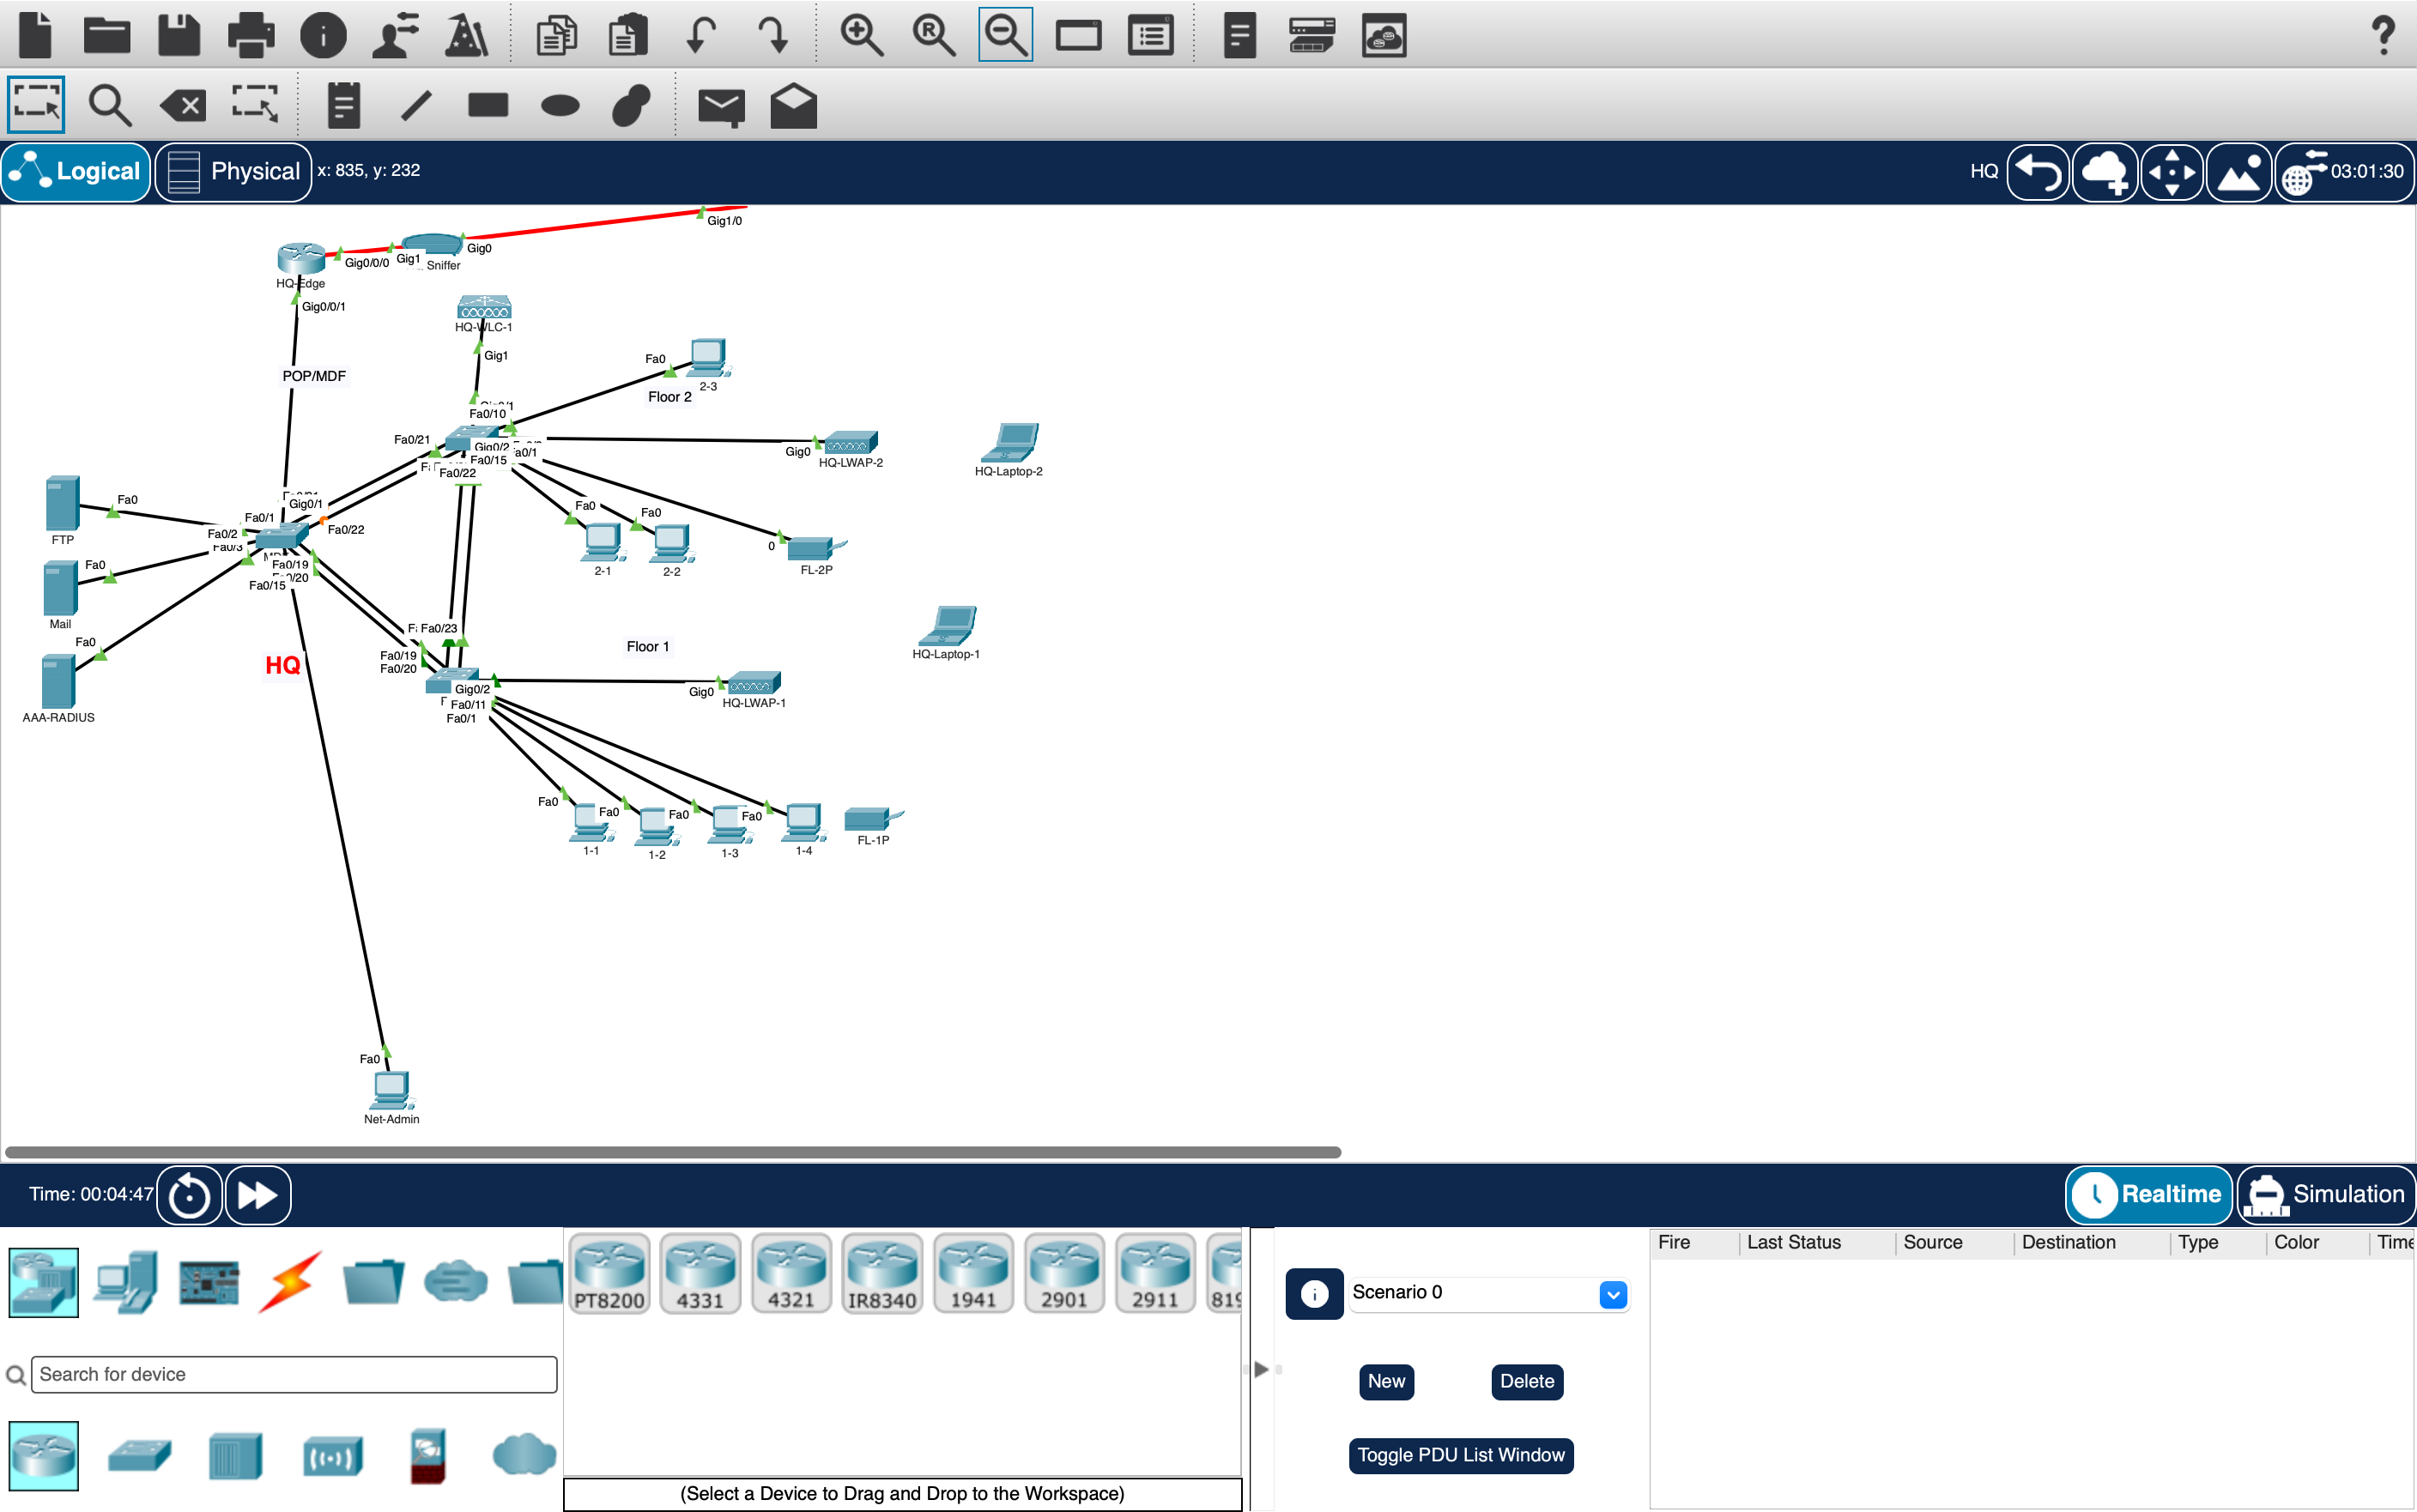 Logical
Physical
x: 835, y: 232
HQ
03:01:30
Gig1/0
Gig0
Gig1
Gig0/0/0
Sniffer
HQ-Edge
Gig0/0/1
HQ-WLC-1
Gig1
POP/MDF
Fa0
2-3
Floor 2
Fa0/10
Fa0/21
Gig0/2
Fa0/15
Fa0/22
Gig0
HQ-LWAP-2
HQ-Laptop-2
Fa0
FTP
Fa0/1
Gig0/1
Fa0/2
Fa0/3
Fa0/22
Fa0
Fa0
2-1
2-2
0
FL-2P
Fa0
Mail
Fa0/19
Fa0/15
Fa0
AAA-RADIUS
HQ
Fa0/23
Fa0/19
Fa0/20
Floor 1
HQ-Laptop-1
Gig0/2
Gig0
HQ-LWAP-1
Fa0/11
Fa0/1
Fa0
Fa0
Fa0
Fa0
1-1
1-2
1-3
1-4
FL-1P
Fa0
Net-Admin
Time: 00:04:47
Realtime
Simulation
PT8200
4331
4321
IR8340
1941
2901
2911
819
Search for device
(Select a Device to Drag and Drop to the Workspace)
Scenario 0
New
Delete
Toggle PDU List Window
Fire
Last Status
Source
Destination
Type
Color